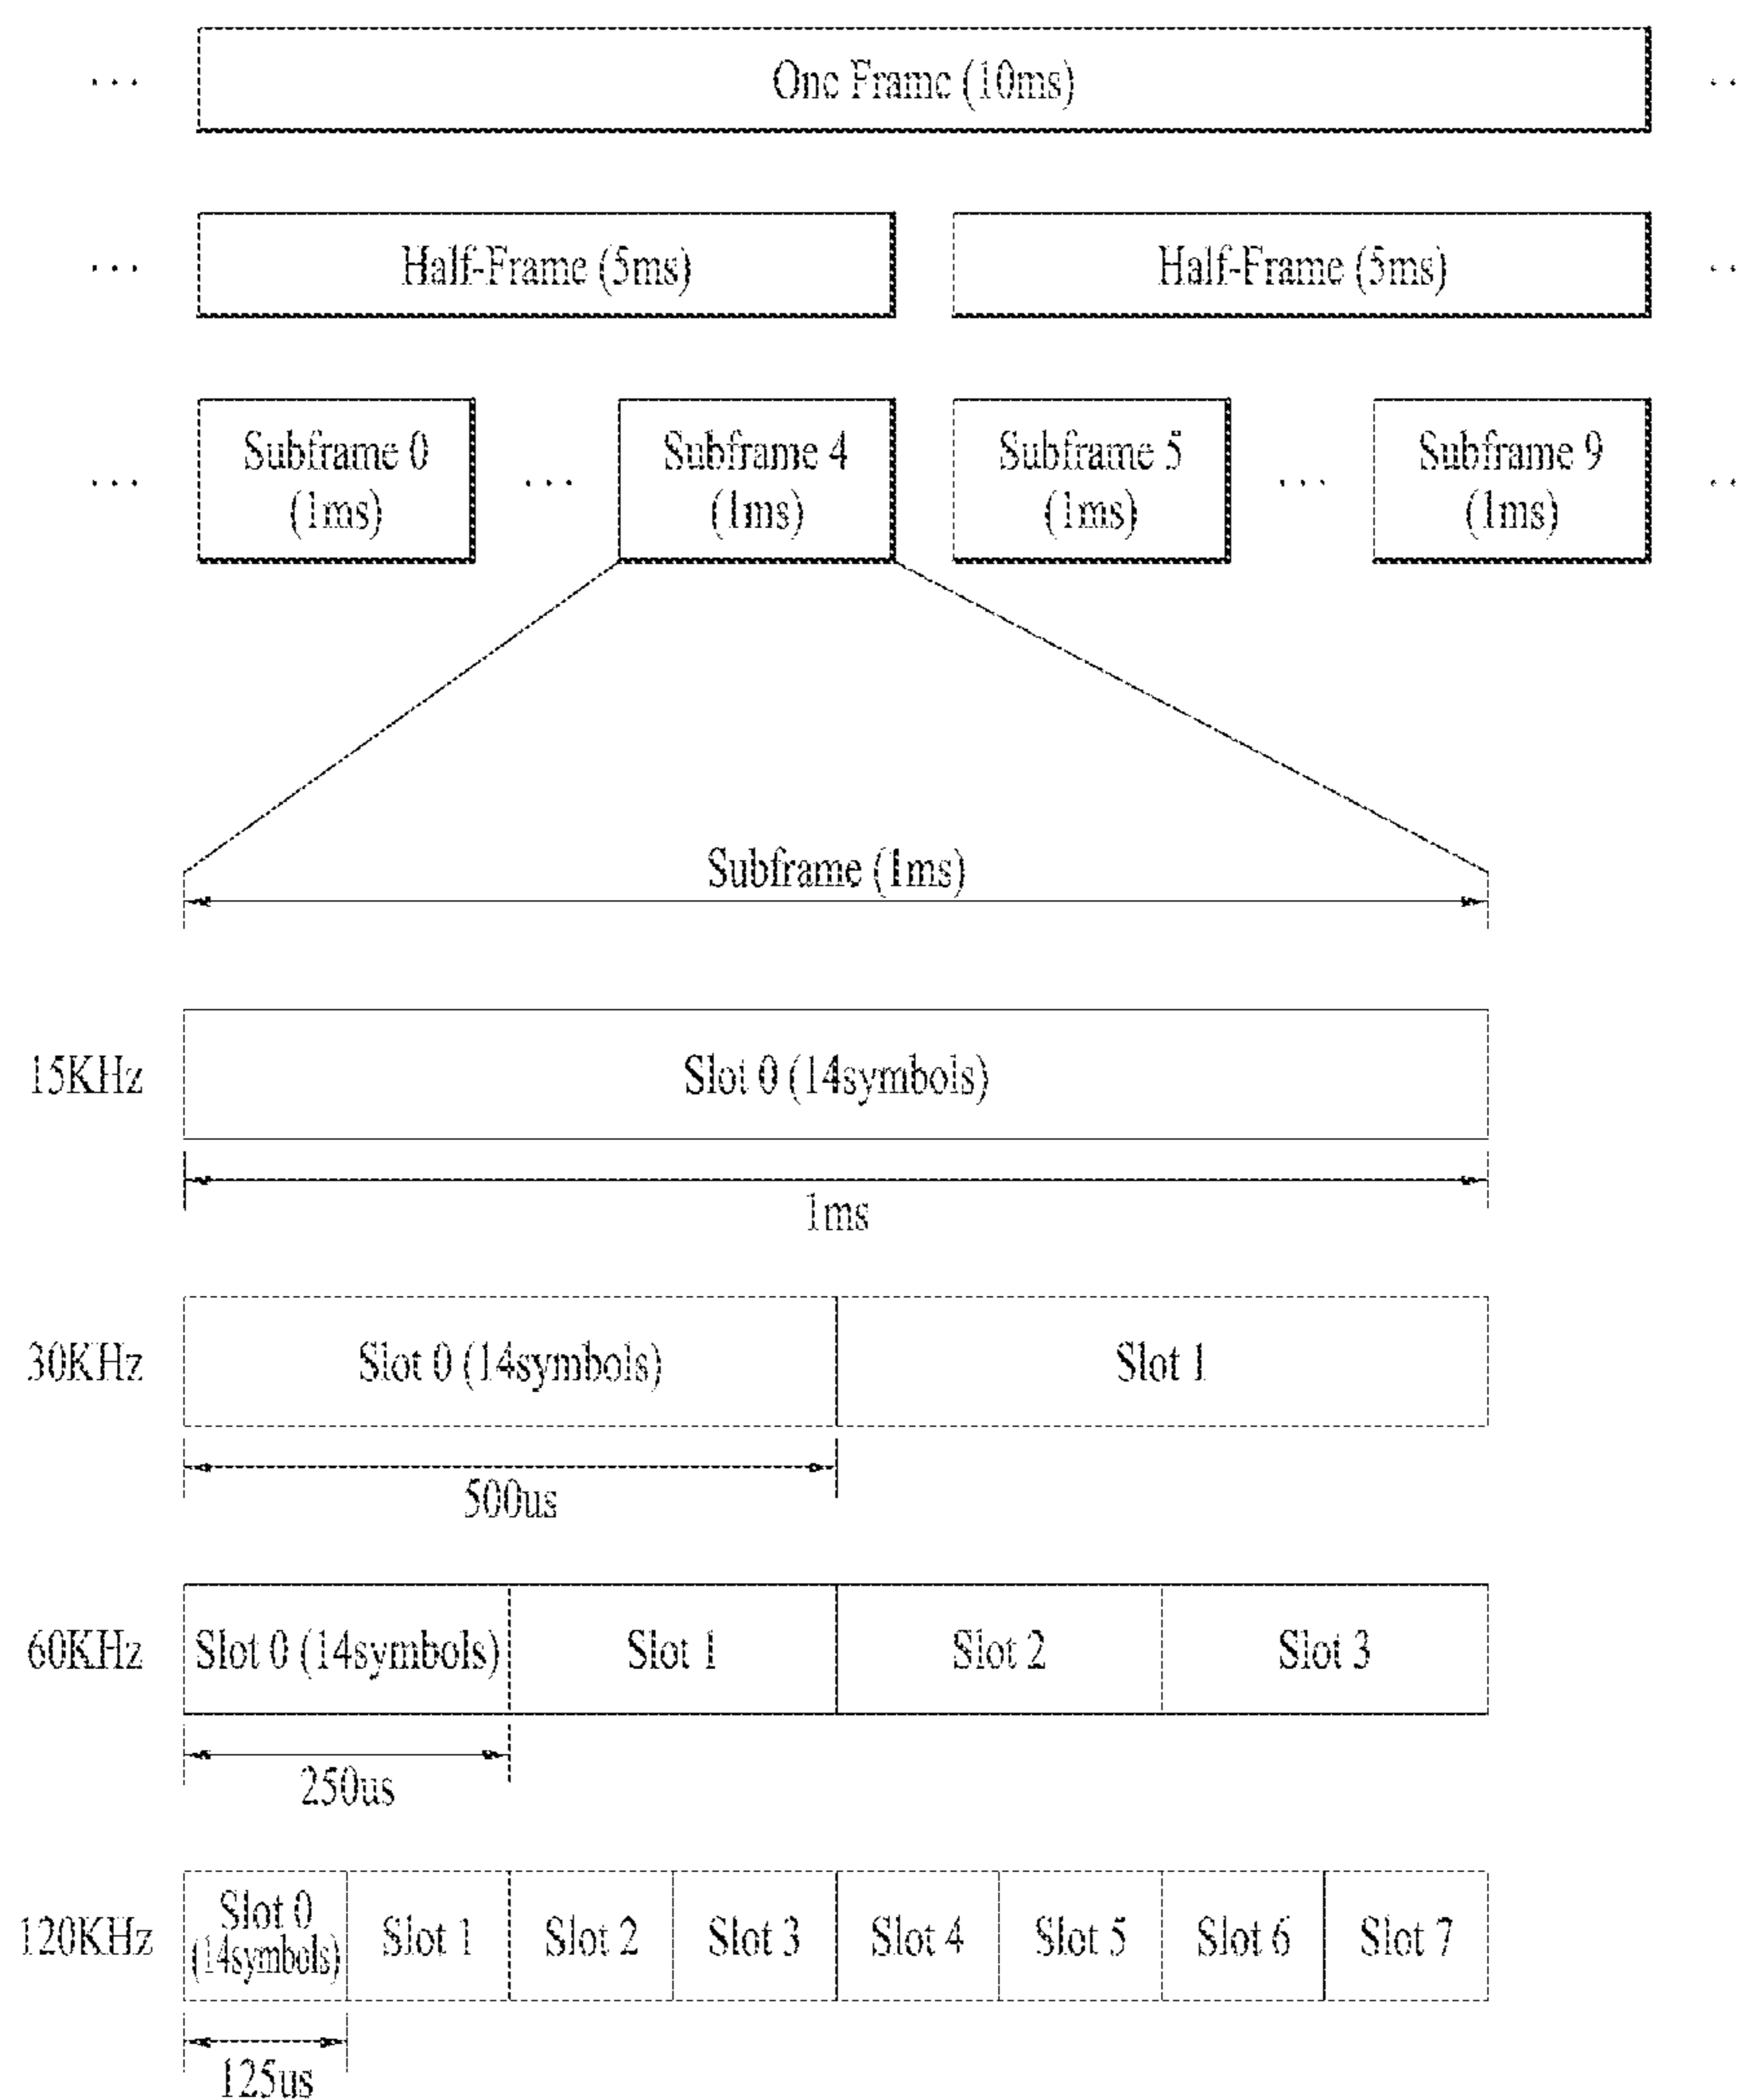 ... One Frame (10ms) ..
... Half-Frame (5ms) Half-Frame (5ms) ..
... Subframe 0 (1ms) ... Subframe 4 (1ms) Subframe 5 (1ms) ... Subframe 9 (1ms) ..
Subframe (1ms)
15KHz Slot 0 (14symbols)
1ms
30KHz Slot 0 (14symbols) Slot 1
500us
60KHz Slot 0 (14symbols) Slot 1 Slot 2 Slot 3
250us
120KHz Slot 0 (14symbols) Slot 1 Slot 2 Slot 3 Slot 4 Slot 5 Slot 6 Slot 7
125us